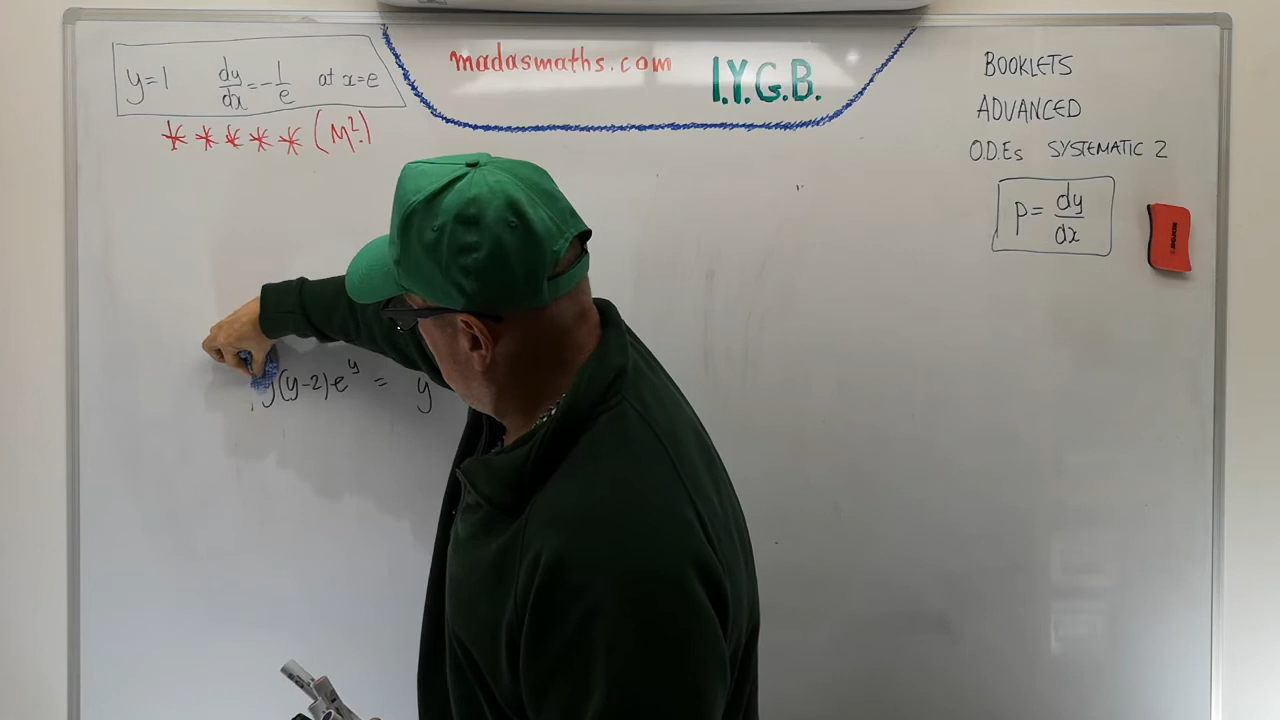 y=1 dy/dx = -1/e at x=e
***** (M²!)
madasmaths.com
I.Y.G.B.
BOOKLETS
ADVANCED
O.D.Es SYSTEMATIC 2
p = dy/dx
y(y-2)e^y = y